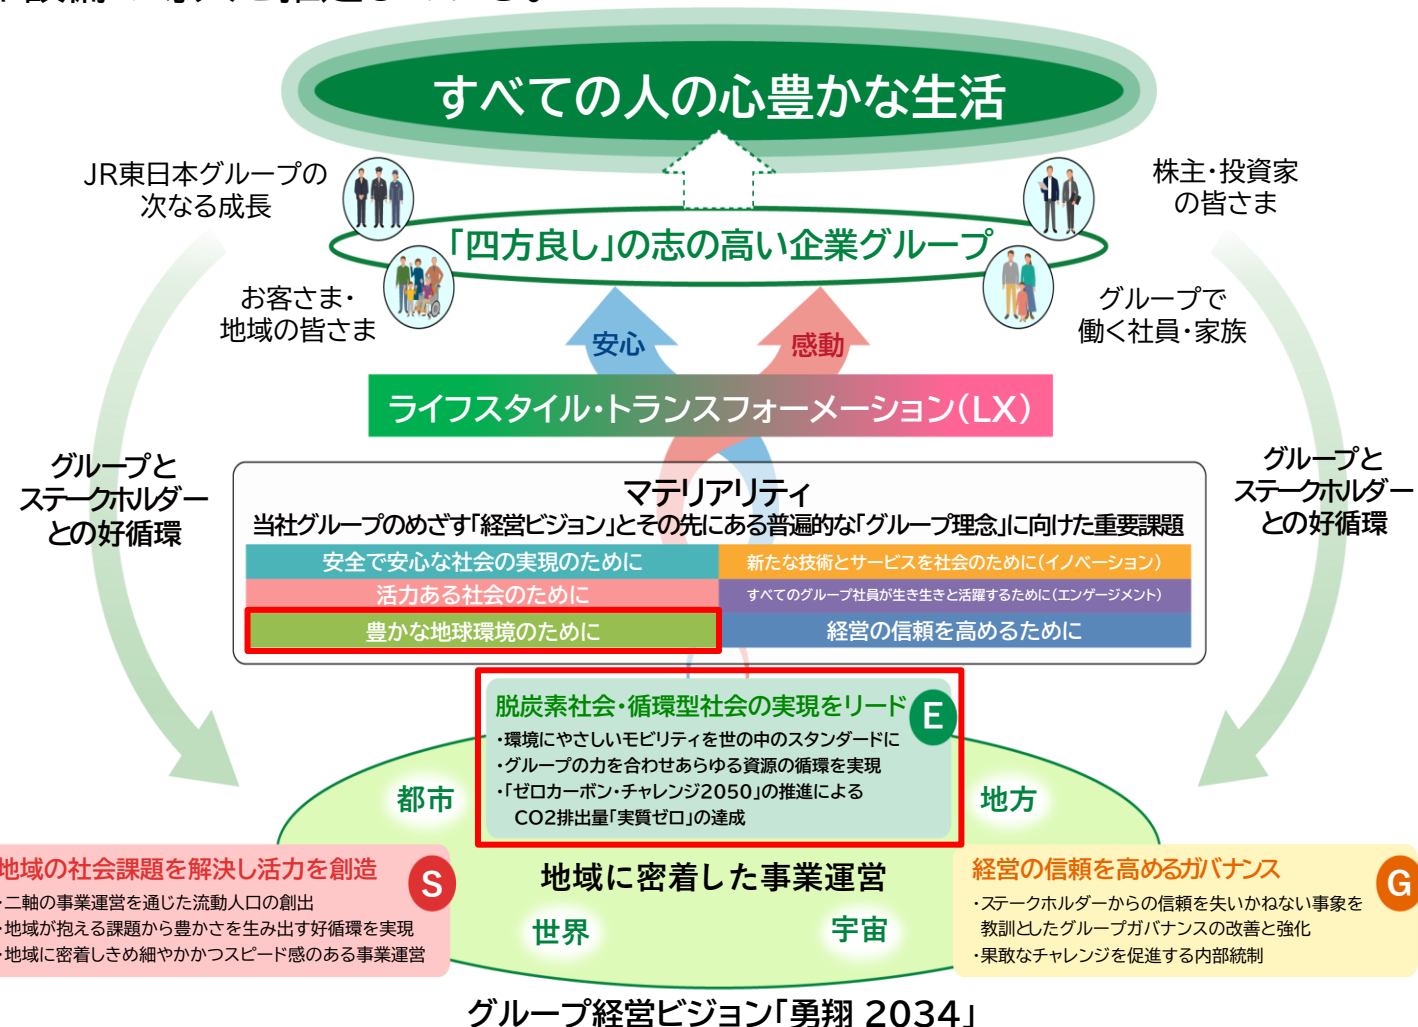 すべての人の心豊かな生活
JR東日本グループの
次なる成長
株主・投資家
の皆さま
「四方良し」の志の高い企業グループ
お客さま・
地域の皆さま
グループで
働く社員・家族
安心
感動
ライフスタイル・トランスフォーメーション(LX)
グループと
ステークホルダー
との好循環
グループと
ステークホルダー
との好循環
マテリアリティ
当社グループのめざす「経営ビジョン」とその先にある普遍的な「グループ理念」に向けた重要課題
安全で安心な社会の実現のために
新たな技術とサービスを社会のために(イノベーション)
活力ある社会のために
すべてのグループ社員が生き生きと活躍するために(エンゲージメント)
豊かな地球環境のために
経営の信頼を高めるために
脱炭素社会・循環型社会の実現をリード
E
・環境にやさしいモビリティを世の中のスタンダードに
・グループの力を合わせあらゆる資源の循環を実現
・「ゼロカーボン・チャレンジ2050」の推進による
CO2排出量「実質ゼロ」の達成
都市
地方
地域に密着した事業運営
世界
宇宙
地域の社会課題を解決し活力を創造
S
・二軸の事業運営を通じた流動人口の創出
・地域が抱える課題から豊かさを生み出す好循環を実現
・地域に密着しきめ細やかかつスピード感のある事業運営
経営の信頼を高めるガバナンス
G
・ステークホルダーからの信頼を失いかねない事象を
教訓としたグループガバナンスの改善と強化
・果敢なチャレンジを促進する内部統制
グループ経営ビジョン「勇翔 2034」